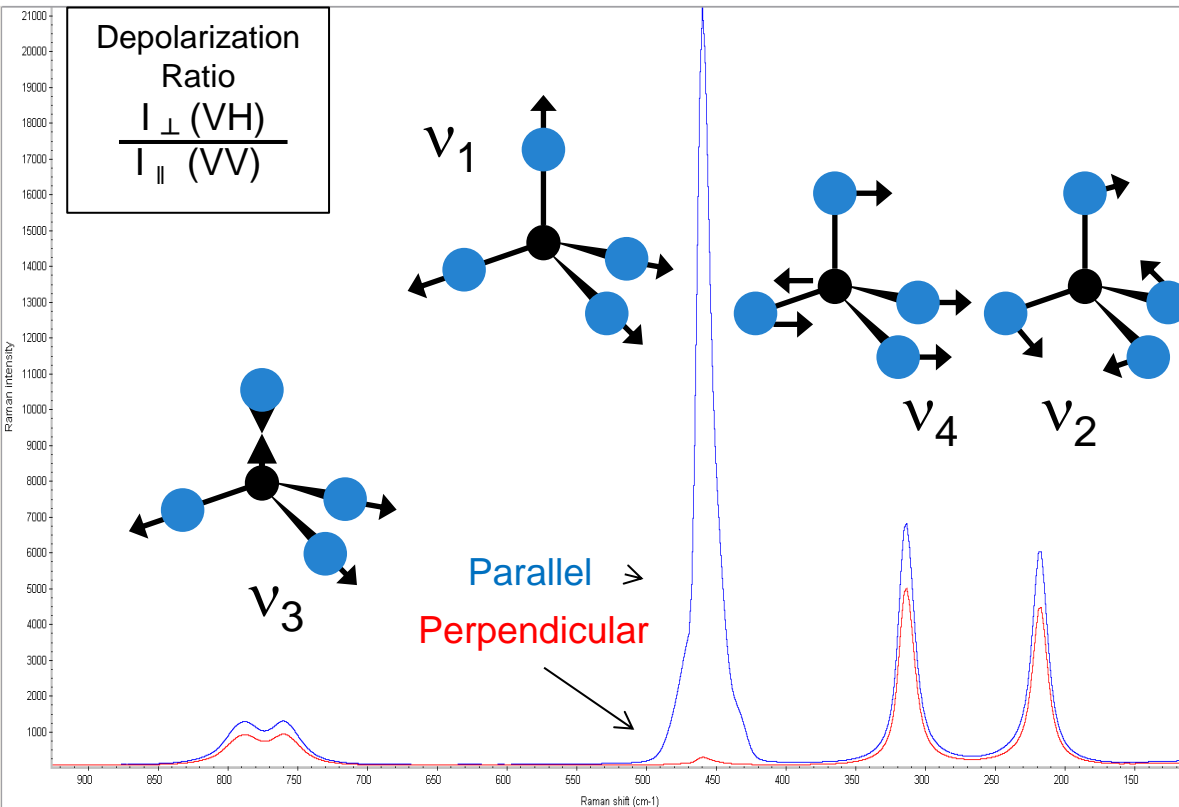 Depolarization
Ratio
I ⊥ (VH)
I ∥ (VV)
ν1
ν4
ν2
ν3
Parallel
Perpendicular
Raman intensity
21000
20000
19000
18000
17000
16000
15000
14000
13000
12000
11000
10000
9000
8000
7000
6000
5000
4000
3000
2000
1000
900 800 750 700 600 550 500 450 400 350 300 250 200 150
Raman shift (cm-1)